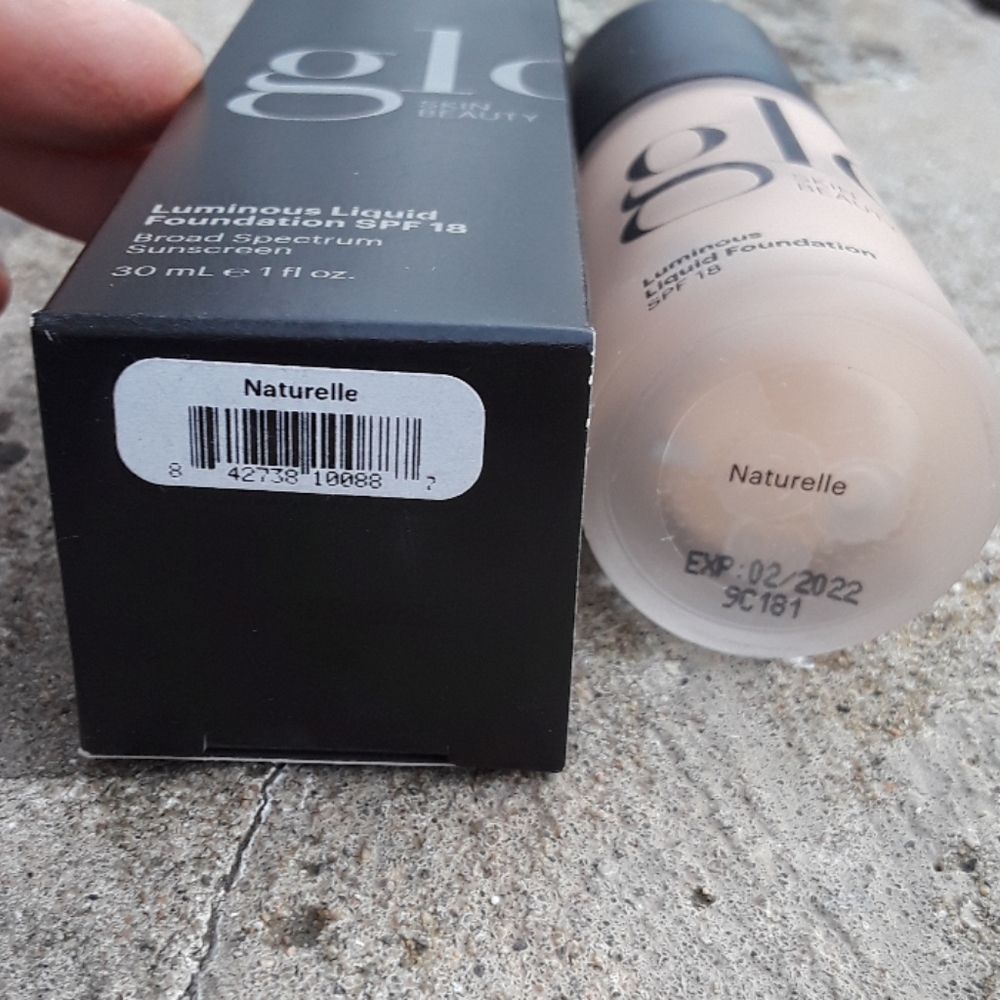 glo
SKIN
BEAUTY
Luminous Liquid
Foundation SPF 18
Broad Spectrum
Sunscreen
30 mL e 1 fl oz.
Naturelle
8 42738 10088 7
glo
SKIN
BEAUTY
Luminous
Liquid Foundation
SPF 18
Naturelle
EXP:02/2022
9C181